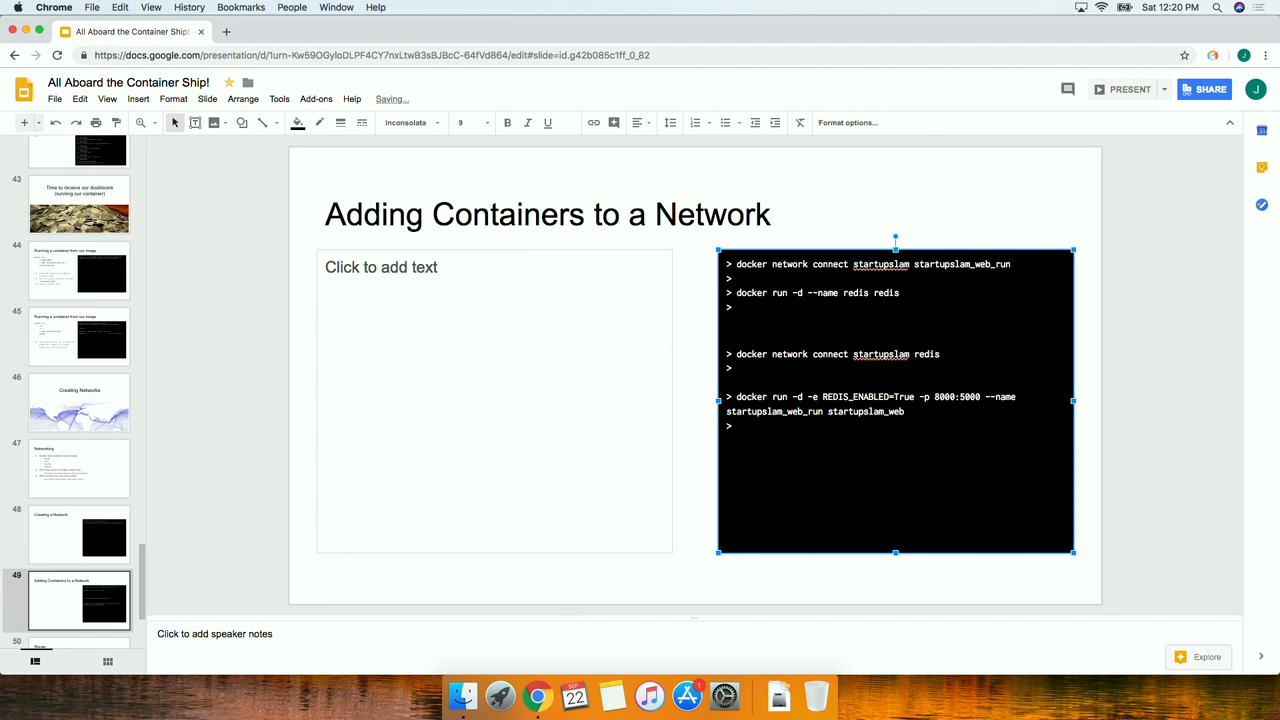 Chrome File Edit View History Bookmarks People Window Help Sat 12:20 PM
All Aboard the Container Ship!
https://docs.google.com/presentation/d/1urn-Kw59OGyIoDLPF4CY7nxLtwB3sBJBcC-64fVd864/edit#slide=id.g42b085c1ff_0_82
J
All Aboard the Container Ship!
File Edit View Insert Format Slide Arrange Tools Add-ons Help Saving...
PRESENT SHARE J
Inconsolata 9 B I U Format options...
43
Time to receive our doubloons
(running our container)
44
Running a container from our image
45
Running a container from our image
46
Creating Networks
47
Networking
48
Creating a Network
49
Adding Containers to a Network
50
Adding Containers to a Network
Click to add text
> docker network connect startupslam startupslam_web_run
>
> docker run -d --name redis redis
>
> docker network connect startupslam redis
>
> docker run -d -e REDIS_ENABLED=True -p 8000:5000 --name
startupslam_web_run startupslam_web
>
Click to add speaker notes
Explore
SEP
22
1